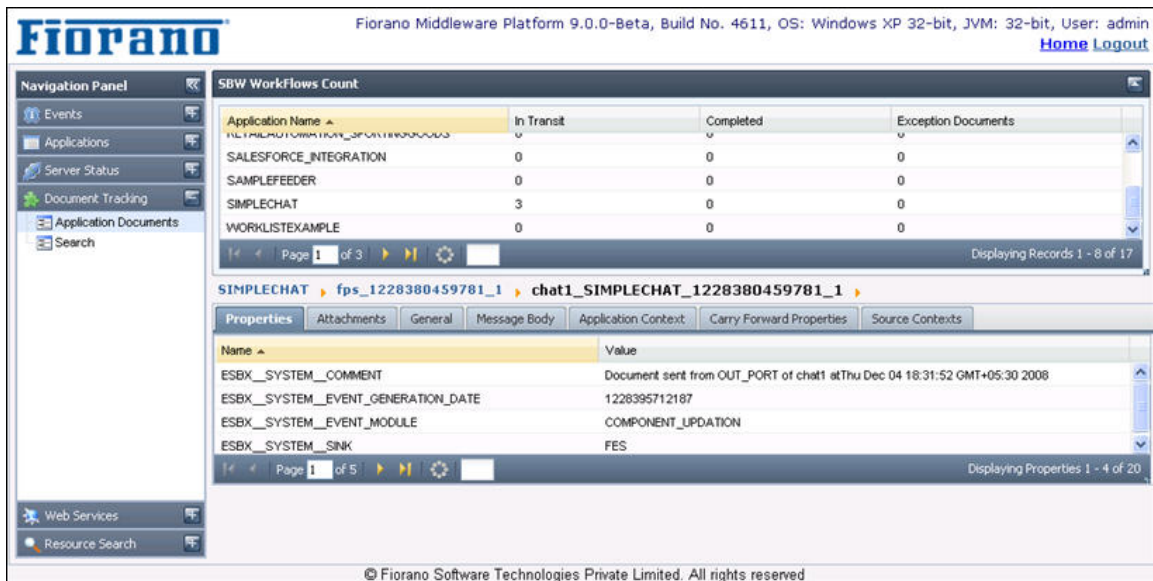 Fiorano
Fiorano Middleware Platform 9.0.0-Beta, Build No. 4611, OS: Windows XP 32-bit, JVM: 32-bit, User: admin
Home Logout
Navigation Panel
Events
Applications
Server Status
Document Tracking
Application Documents
Search
Web Services
Resource Search
SBW WorkFlows Count
Application Name In Transit Completed Exception Documents
RETAILAUTOMATION_SPORTINGGOODS 0 0 0
SALESFORCE_INTEGRATION 0 0 0
SAMPLEFEEDER 0 0 0
SIMPLECHAT 3 0 0
WORKLISTEXAMPLE 0 0 0
Page 1 of 3 Displaying Records 1 - 8 of 17
SIMPLECHAT fps_1228380459781_1 chat1_SIMPLECHAT_1228380459781_1
Properties Attachments General Message Body Application Context Carry Forward Properties Source Contexts
Name Value
ESBX__SYSTEM__COMMENT Document sent from OUT_PORT of chat1 atThu Dec 04 18:31:52 GMT+05:30 2008
ESBX__SYSTEM__EVENT_GENERATION_DATE 1228395712187
ESBX__SYSTEM__EVENT_MODULE COMPONENT_UPDATION
ESBX__SYSTEM__SINK FES
Page 1 of 5 Displaying Properties 1 - 4 of 20
© Fiorano Software Technologies Private Limited. All rights reserved